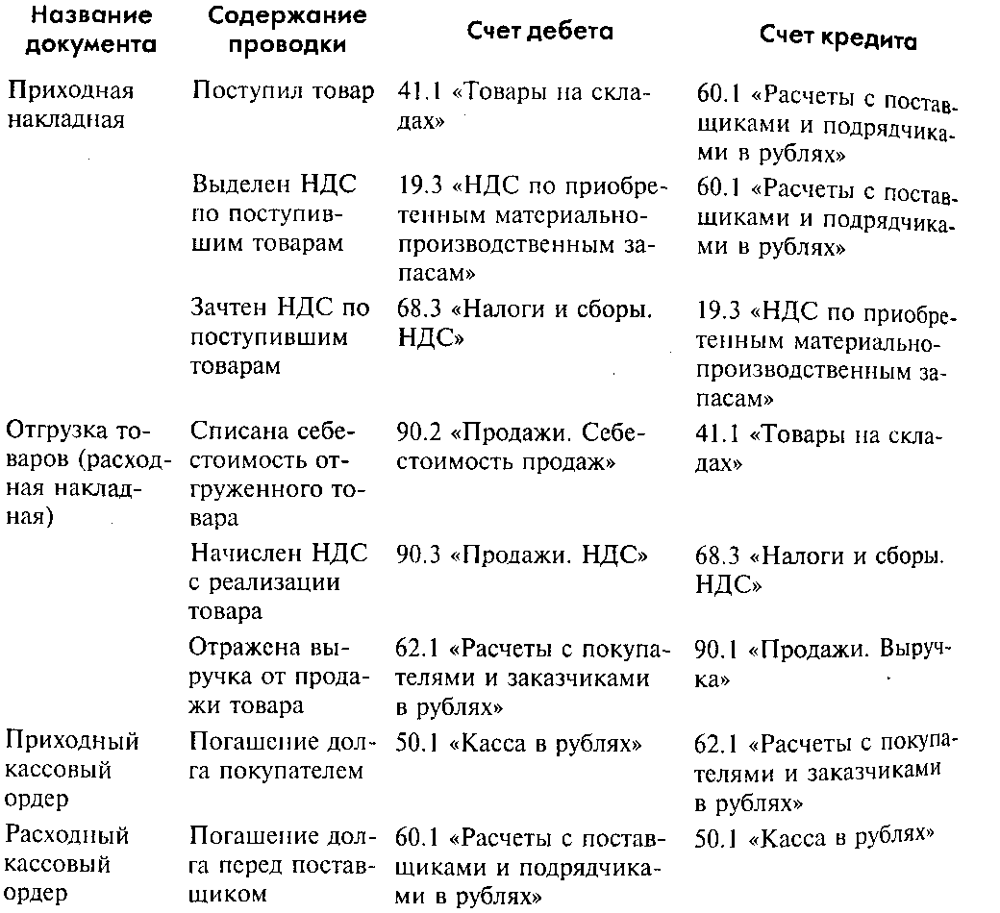 Название
документа
Содержание
проводки
Счет дебета
Счет кредита
Приходная
накладная
Поступил товар
41.1 «Товары на скла-
дах»
60.1 «Расчеты с постав-
щиками и подрядчика-
ми в рублях»
Выделен НДС
по поступив-
шим товарам
19.3 «НДС по приобре-
тенным материально-
производственным за-
пасам»
60.1 «Расчеты с постав-
щиками и подрядчика-
ми в рублях»
Зачтен НДС по
поступившим
товарам
68.3 «Налоги и сборы.
НДС»
19.3 «НДС по приобре-
тенным материально-
производственным за-
пасам»
Отгрузка то-
варов (расход-
ная наклад-
ная)
Списана себе-
стоимость от-
груженного то-
вара
90.2 «Продажи. Себе-
стоимость продаж»
41.1 «Товары на скла-
дах»
Начислен НДС
с реализации
товара
90.3 «Продажи. НДС»
68.3 «Налоги и сборы.
НДС»
Отражена вы-
ручка от прода-
жи товара
62.1 «Расчеты с покупа-
телями и заказчиками
в рублях»
90.1 «Продажи. Выруч-
ка»
Приходный
кассовый
ордер
Погашение дол-
га покупателем
50.1 «Касса в рублях»
62.1 «Расчеты с покупа-
телями и заказчиками
в рублях»
Расходный
кассовый
ордер
Погашение дол-
га перед постав-
щиком
60.1 «Расчеты с постав-
щиками и подрядчика-
ми в рублях»
50.1 «Касса в рублях»